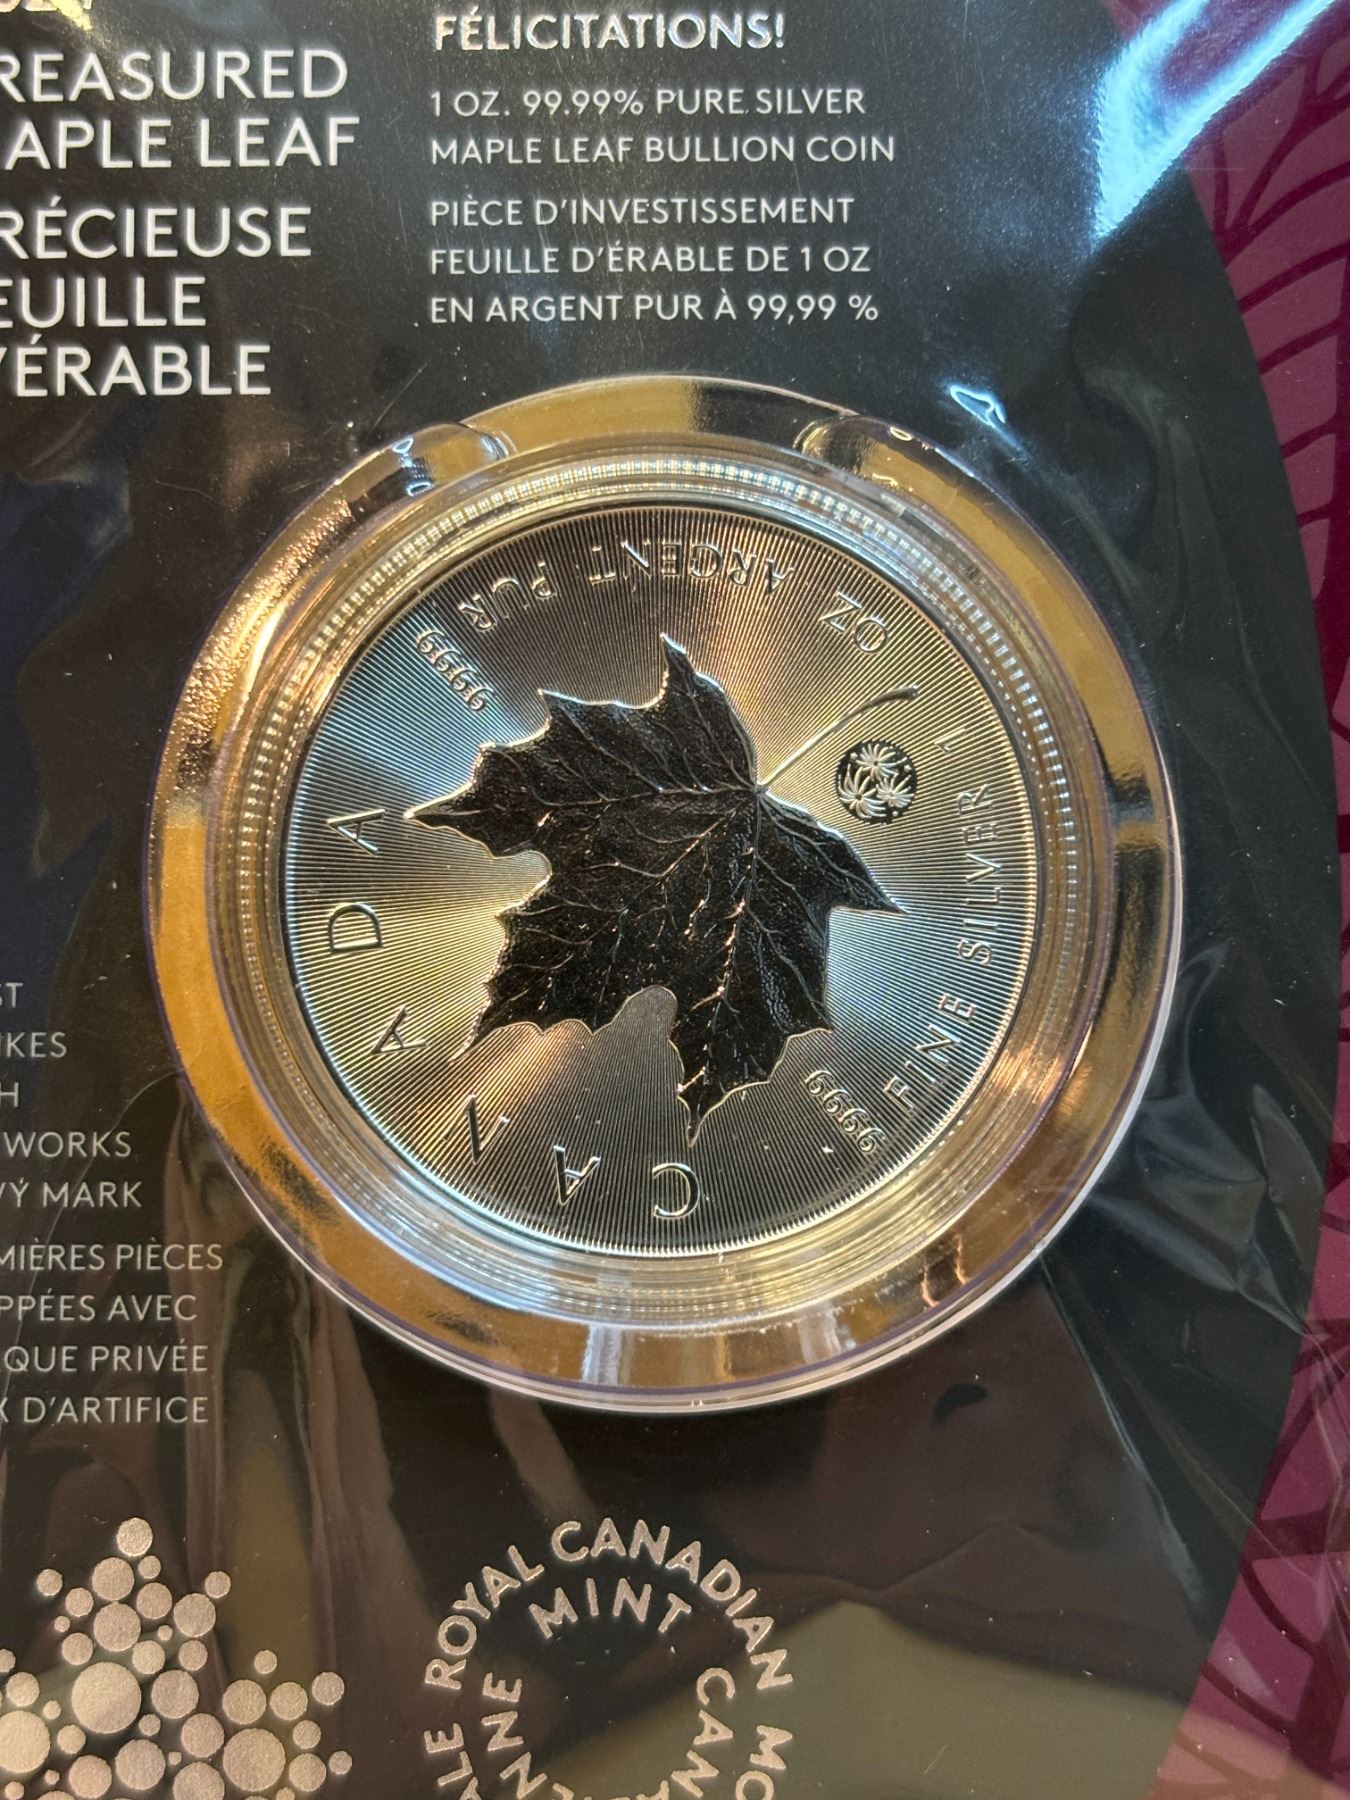 FÉLICITATIONS!
REASURED
APLE LEAF
RÉCIEUSE
EUILLE
'ÉRABLE
1 OZ. 99.99% PURE SILVER
MAPLE LEAF BULLION COIN
PIÈCE D'INVESTISSEMENT
FEUILLE D'ÉRABLE DE 1 OZ
EN ARGENT PUR À 99,99 %
CANADA
9999
FINE SILVER 1 OZ ARGENT PUR
9999
ST
IKES
H
WORKS
VY MARK
MIÈRES PIÈCES
PPÉES AVEC
QUE PRIVÉE
X D'ARTIFICE
ROYAL CANADIAN
MINT